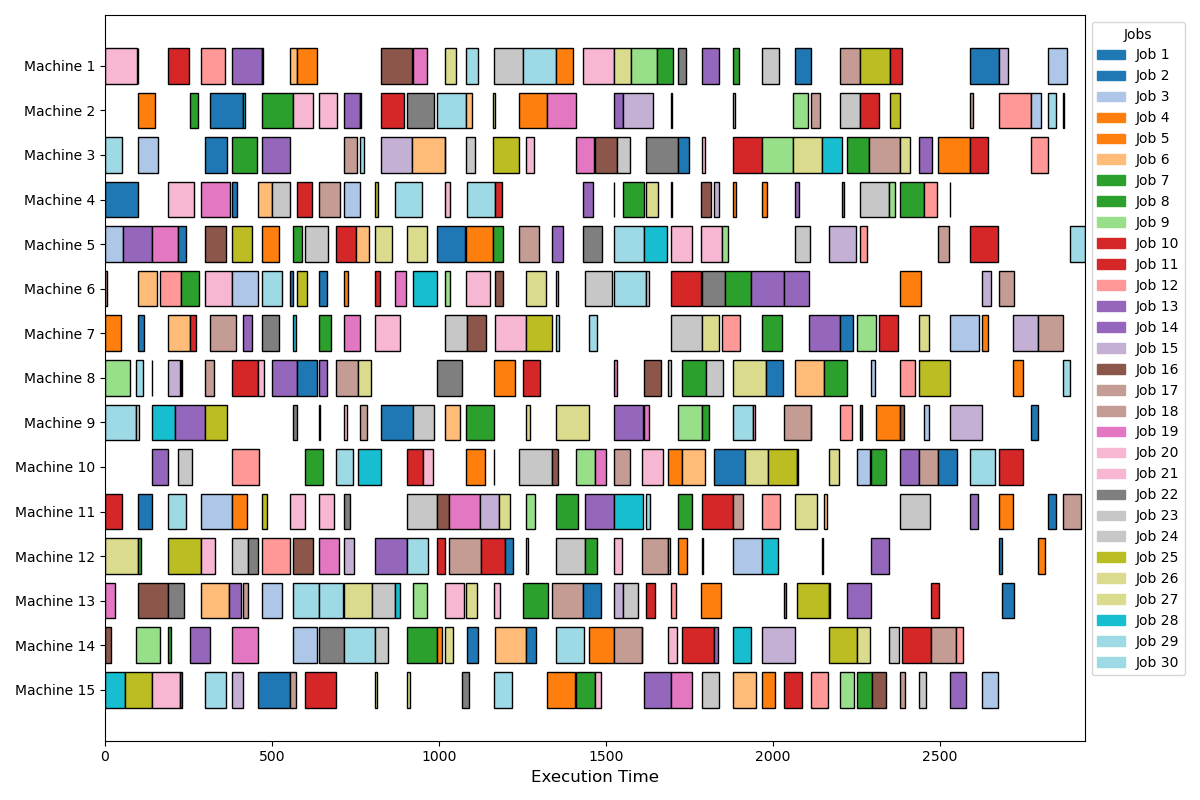 Machine 1
Machine 2
Machine 3
Machine 4
Machine 5
Machine 6
Machine 7
Machine 8
Machine 9
Machine 10
Machine 11
Machine 12
Machine 13
Machine 14
Machine 15
0 500 1000 1500 2000 2500
Execution Time
Jobs
Job 1
Job 2
Job 3
Job 4
Job 5
Job 6
Job 7
Job 8
Job 9
Job 10
Job 11
Job 12
Job 13
Job 14
Job 15
Job 16
Job 17
Job 18
Job 19
Job 20
Job 21
Job 22
Job 23
Job 24
Job 25
Job 26
Job 27
Job 28
Job 29
Job 30